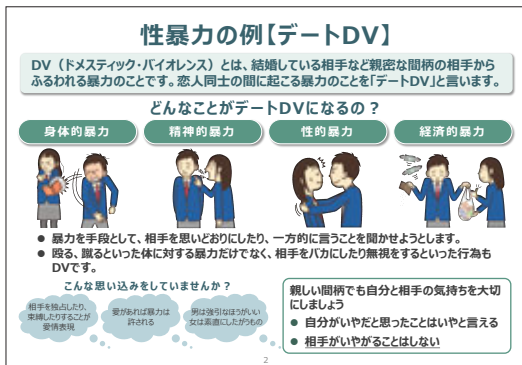 性暴力の例【デートDV】
DV（ドメスティック・バイオレンス）とは、結婚している相手など親密な間柄の相手から
ふるわれる暴力のことです。恋人同士の間に起こる暴力のことを「デートDV」と言います。
どんなことがデートDVになるの？
身体的暴力
精神的暴力
性的暴力
経済的暴力
● 暴力を手段として、相手を思いどおりにしたり、一方的に言うことを聞かせようとします。
● 殴る、蹴るといった体に対する暴力だけでなく、相手をバカにしたり無視をするといった行為も
DVです。
こんな思い込みをしていませんか？
相手を独占したり、
束縛したりすることが
愛情表現
愛があれば暴力は
許される
男は強引なほうがいい
女は素直にしたがうもの
親しい間柄でも自分と相手の気持ちを大切
にしましょう
● 自分がいやだと思ったことはいやと言える
● 相手がいやがることはしない
2